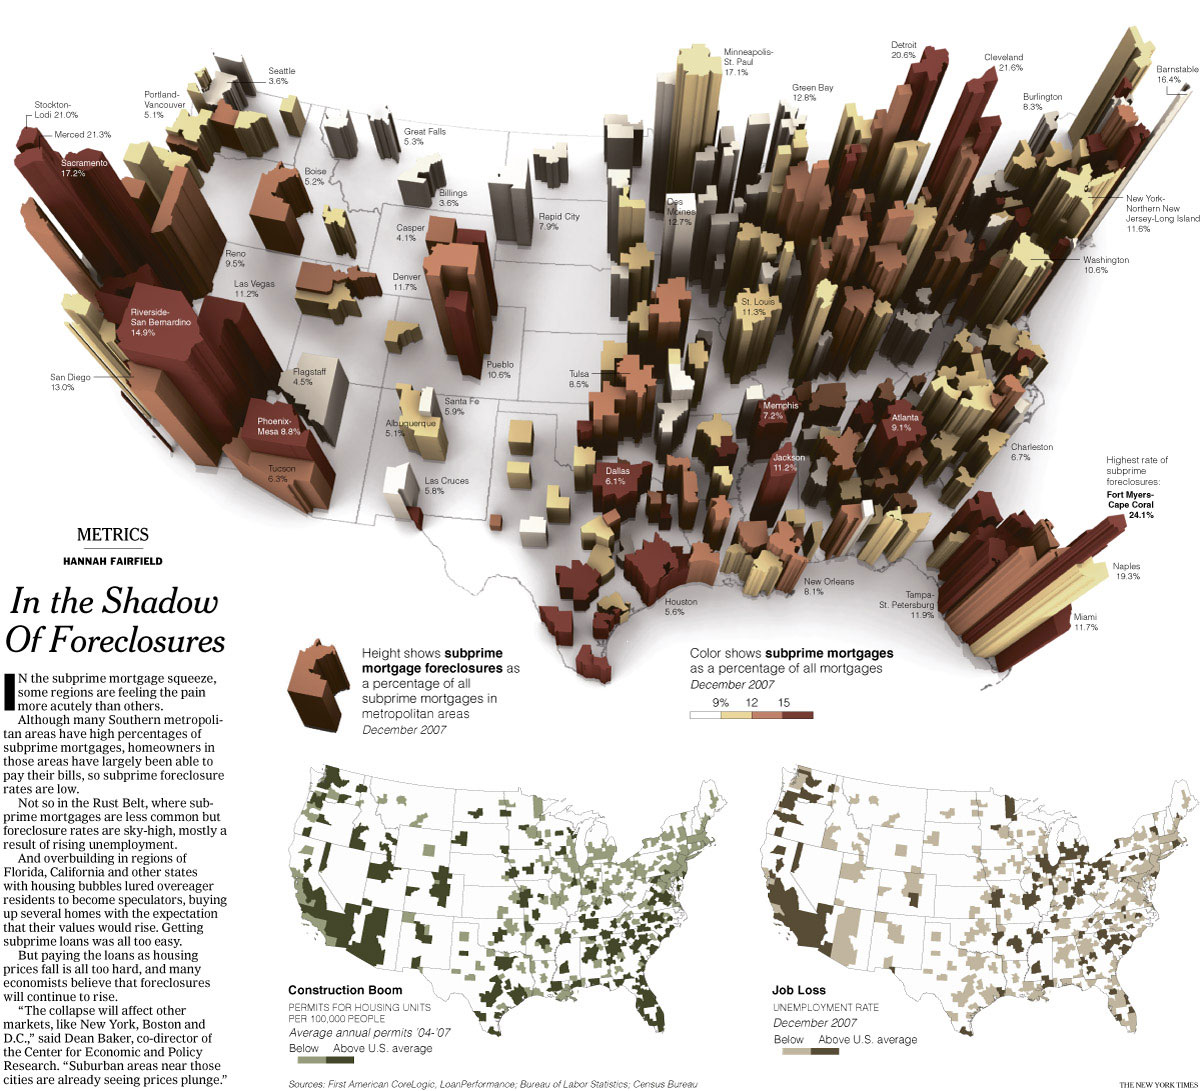 Seattle
3.6%
Portland-
Vancouver
5.1%
Stockton-
Lodi 21.0%
Merced 21.3%
Sacramento
17.2%
Great Falls
5.3%
Boise
5.2%
Billings
3.6%
Casper
4.1%
Rapid City
7.9%
Minneapolis-
St. Paul
17.1%
Green Bay
12.8%
Detroit
20.6%
Cleveland
21.6%
Burlington
8.3%
Barnstable
16.4%
Des
Moines
12.7%
New York-
Northern New
Jersey-Long Island
11.6%
Washington
10.6%
Reno
9.5%
Las Vegas
11.2%
Denver
11.7%
Riverside-
San Bernardino
14.9%
St. Louis
11.3%
San Diego
13.0%
Flagstaff
4.5%
Pueblo
10.6%
Tulsa
8.5%
Santa Fe
5.9%
Albuquerque
5.1%
Phoenix-
Mesa 8.8%
Memphis
7.2%
Atlanta
9.1%
Charleston
6.7%
Tucson
6.3%
Las Cruces
5.8%
Dallas
6.1%
Jackson
11.2%
Highest rate of
subprime
foreclosures:
Fort Myers-
Cape Coral
24.1%
Naples
19.3%
Miami
11.7%
Tampa-
St. Petersburg
11.9%
New Orleans
8.1%
Houston
5.6%
METRICS
HANNAH FAIRFIELD
In the Shadow
Of Foreclosures
IN the subprime mortgage squeeze,
some regions are feeling the pain
more acutely than others.
Although many Southern metropoli-
tan areas have high percentages of
subprime mortgages, homeowners in
those areas have largely been able to
pay their bills, so subprime foreclosure
rates are low.
Not so in the Rust Belt, where sub-
prime mortgages are less common but
foreclosure rates are sky-high, mostly a
result of rising unemployment.
And overbuilding in regions of
Florida, California and other states
with housing bubbles lured overeager
residents to become speculators, buying
up several homes with the expectation
that their values would rise. Getting
subprime loans was all too easy.
But paying the loans as housing
prices fall is all too hard, and many
economists believe that foreclosures
will continue to rise.
“The collapse will affect other
markets, like New York, Boston and
D.C.,” said Dean Baker, co-director of
the Center for Economic and Policy
Research. “Suburban areas near those
cities are already seeing prices plunge.”
Height shows subprime
mortgage foreclosures as
a percentage of all
subprime mortgages in
metropolitan areas
December 2007
Color shows subprime mortgages
as a percentage of all mortgages
December 2007
9% 12 15
Construction Boom
PERMITS FOR HOUSING UNITS
PER 100,000 PEOPLE
Average annual permits ’04-’07
Below Above U.S. average
Job Loss
UNEMPLOYMENT RATE
December 2007
Below Above U.S. average
Sources: First American CoreLogic, LoanPerformance; Bureau of Labor Statistics; Census Bureau
THE NEW YORK TIMES